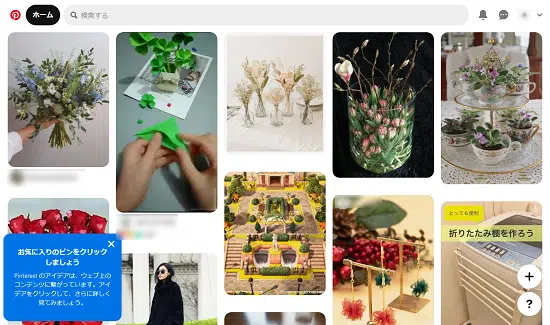 ホーム
検索する
とっても便利
折りたたみ棚を作ろう
お気に入りのピンをクリック
しましょう
Pinterest のアイデアは、ウェブ上の
コンテンツに繋がっています。アイ
デアをクリックして、さらに詳しく
見てみましょう。